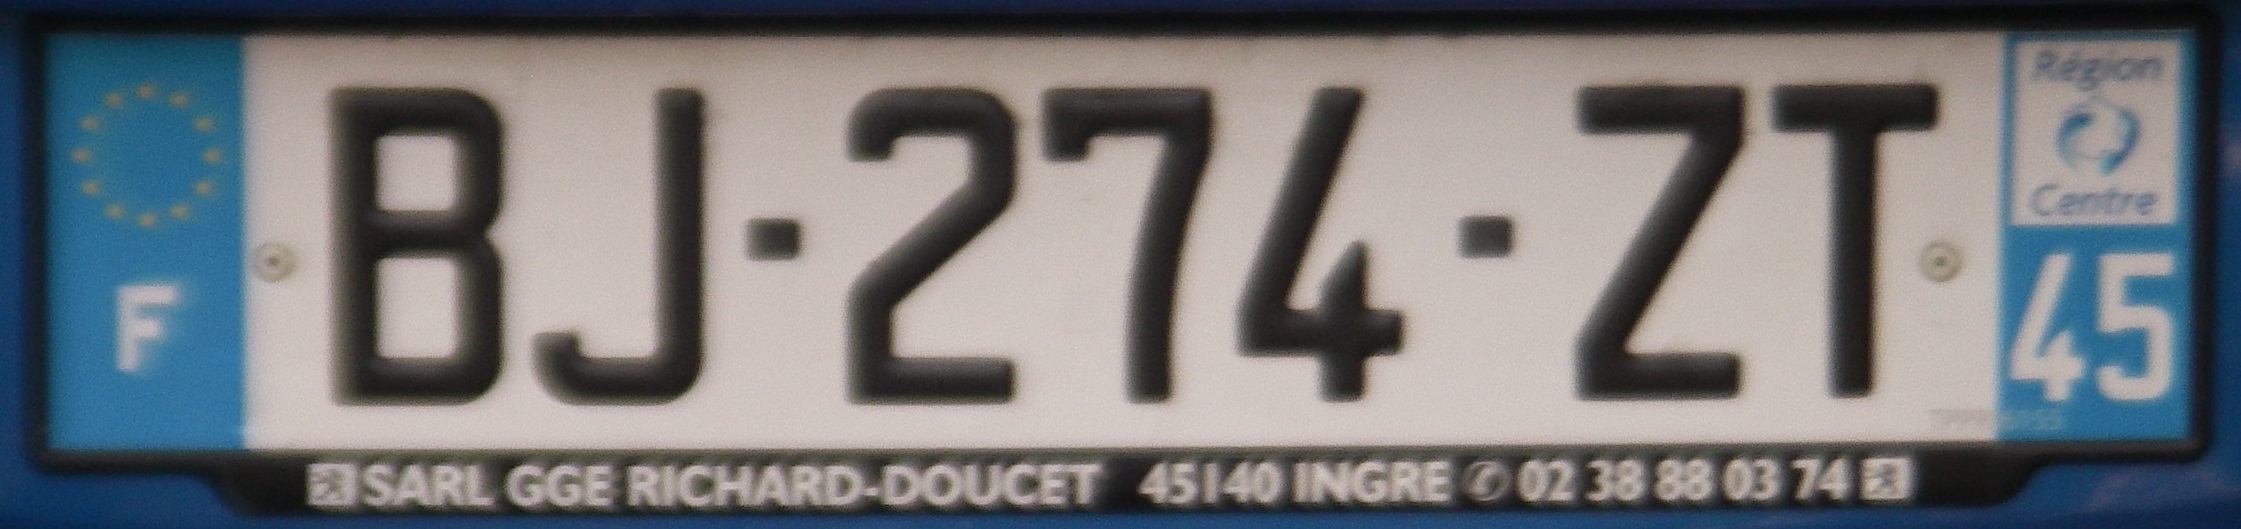 F
BJ-274-ZT
Région
Centre
45
SARL GGE RICHARD-DOUCET 45140 INGRE ✆ 02 38 88 03 74